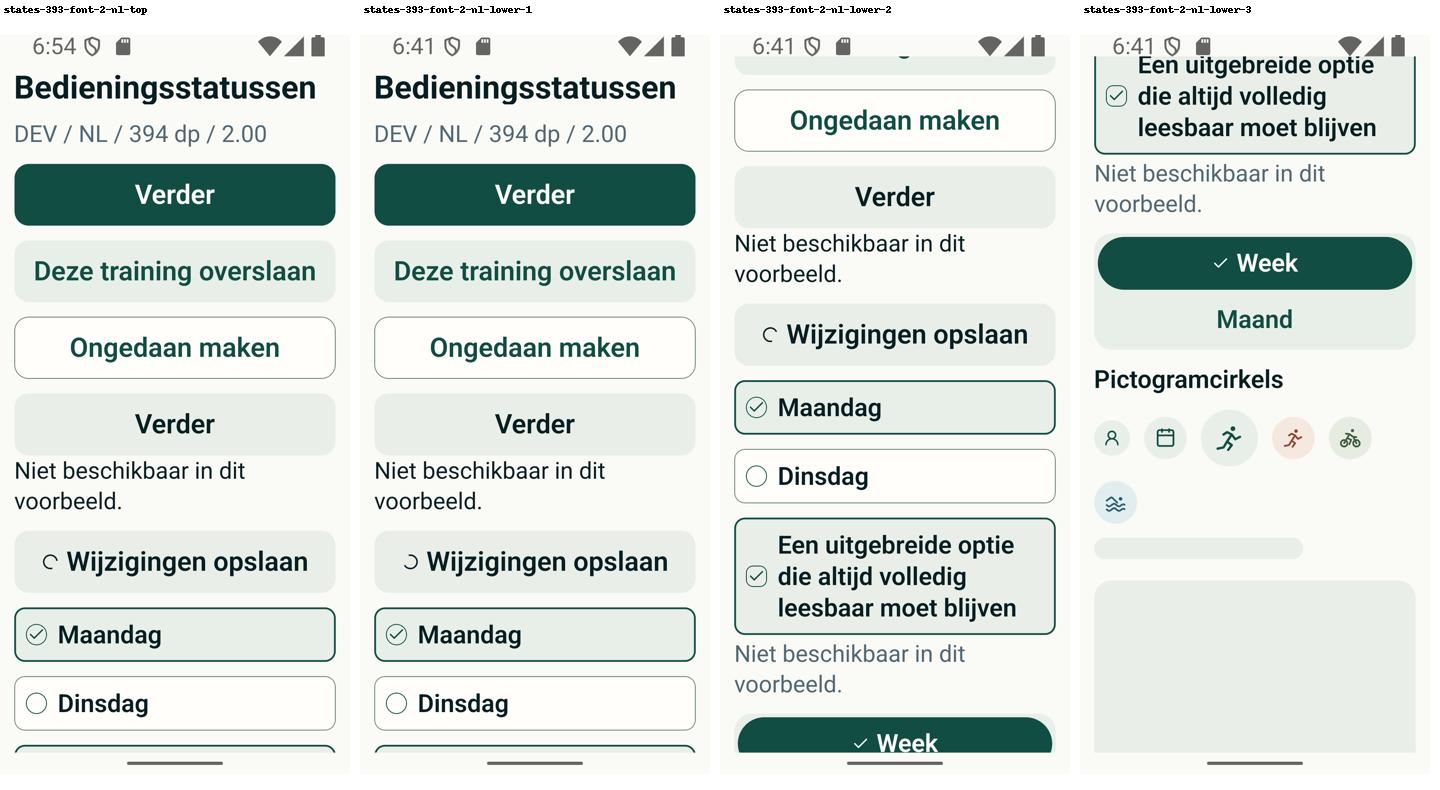 states-393-font-2-nl-top
6:54
Bedieningsstatussen
DEV / NL / 394 dp / 2.00
Verder
Deze training overslaan
Ongedaan maken
Verder
Niet beschikbaar in dit
voorbeeld.
Wijzigingen opslaan
Maandag
Dinsdag
states-393-font-2-nl-lower-1
6:41
Bedieningsstatussen
DEV / NL / 394 dp / 2.00
Verder
Deze training overslaan
Ongedaan maken
Verder
Niet beschikbaar in dit
voorbeeld.
Wijzigingen opslaan
Maandag
Dinsdag
states-393-font-2-nl-lower-2
6:41
Ongedaan maken
Verder
Niet beschikbaar in dit
voorbeeld.
Wijzigingen opslaan
Maandag
Dinsdag
Een uitgebreide optie
die altijd volledig
leesbaar moet blijven
Niet beschikbaar in dit
voorbeeld.
Week
states-393-font-2-nl-lower-3
6:41
Een uitgebreide optie
die altijd volledig
leesbaar moet blijven
Niet beschikbaar in dit
voorbeeld.
Week
Maand
Pictogramcirkels